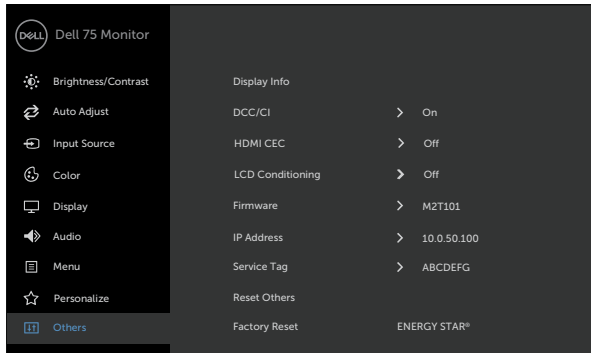 DELL Dell 75 Monitor
Brightness/Contrast
Auto Adjust
Input Source
Color
Display
Audio
Menu
Personalize
Others
Display Info
DCC/CI > On
HDMI CEC > Off
LCD Conditioning > Off
Firmware > M2T101
IP Address > 10.0.50.100
Service Tag > ABCDEFG
Reset Others
Factory Reset ENERGY STAR®